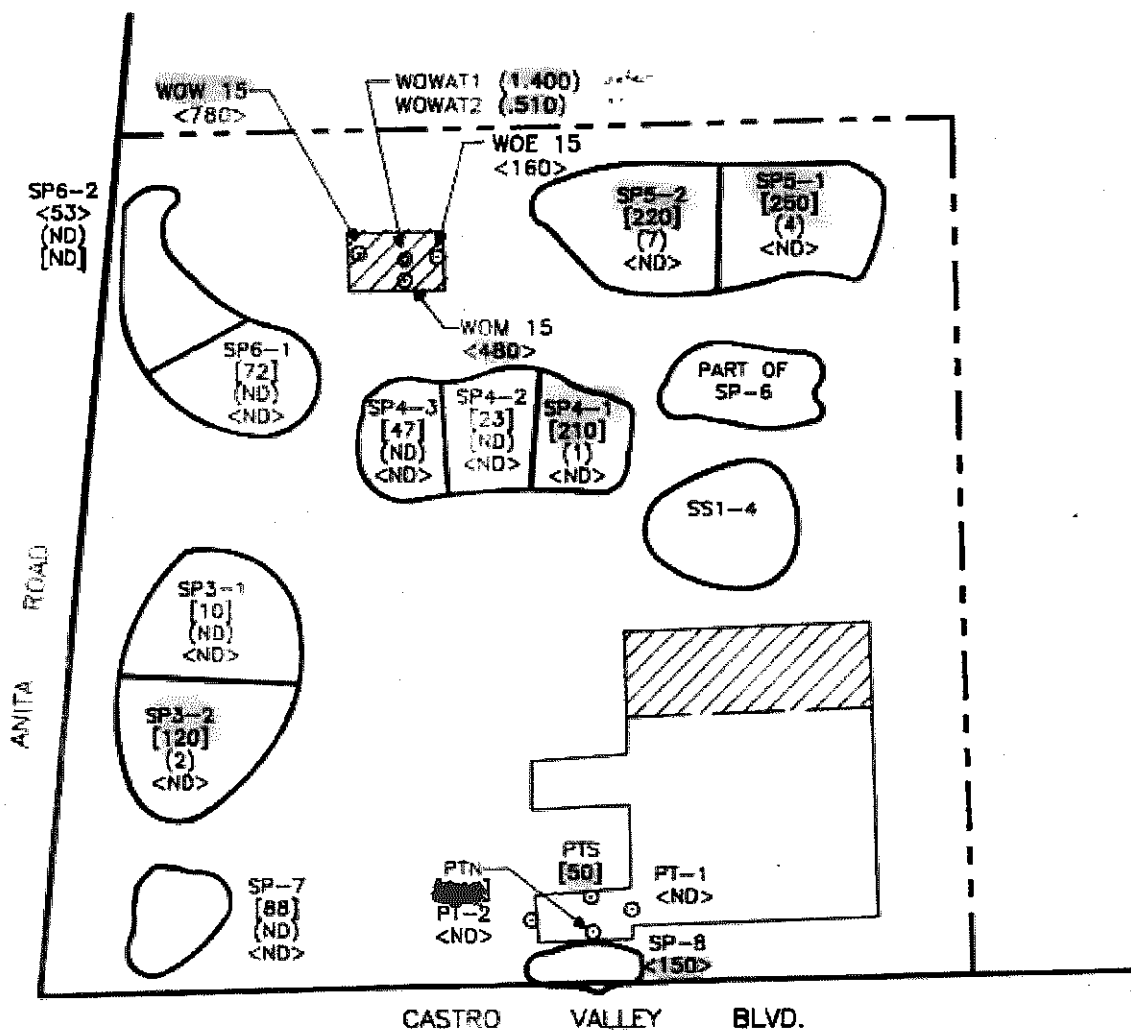 WOW 15
<780>
WOWAT1 (1.400)
WOWAT2 (.510)
WOE 15
<160>
SP6-2
<53>
(ND)
[ND]
SP5-2
[220]
(7)
<ND>
SP5-1
[250]
(4)
<ND>
WOM 15
<480>
SP6-1
[72]
(ND)
<ND>
SP4-3
[47]
(ND)
<ND>
SP4-2
[23]
(ND)
<ND>
SP4-1
[210]
(1)
<ND>
PART OF
SP-6
SS1-4
ANITA ROAD
SP3-1
[10]
(ND)
<ND>
SP3-2
[120]
(2)
<ND>
SP-7
[88]
(ND)
<ND>
PTN
PT-2
<ND>
PTS
[50]
PT-1
<ND>
SP-8
<150>
CASTRO VALLEY BLVD.